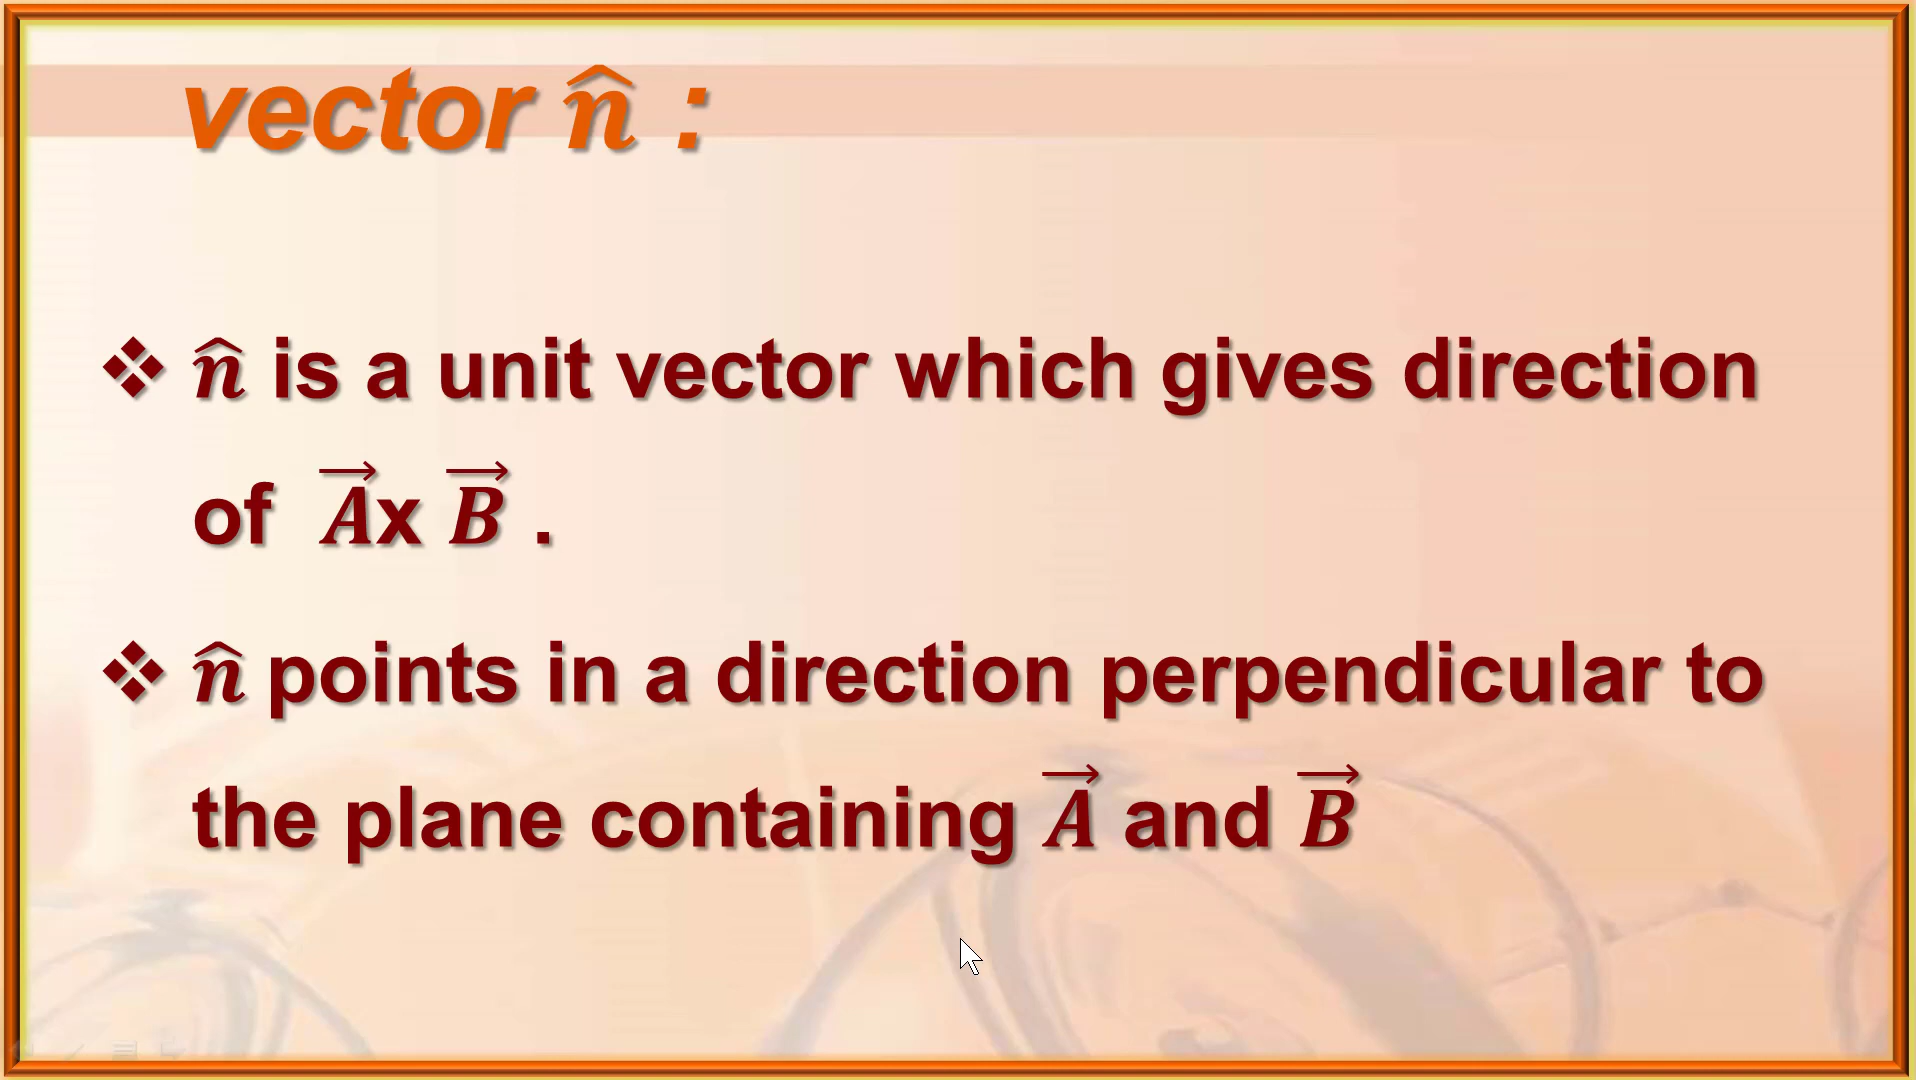 vector n̂ :
❖ n̂ is a unit vector which gives direction
of A⃗x B⃗ .
❖ n̂ points in a direction perpendicular to
the plane containing A⃗ and B⃗